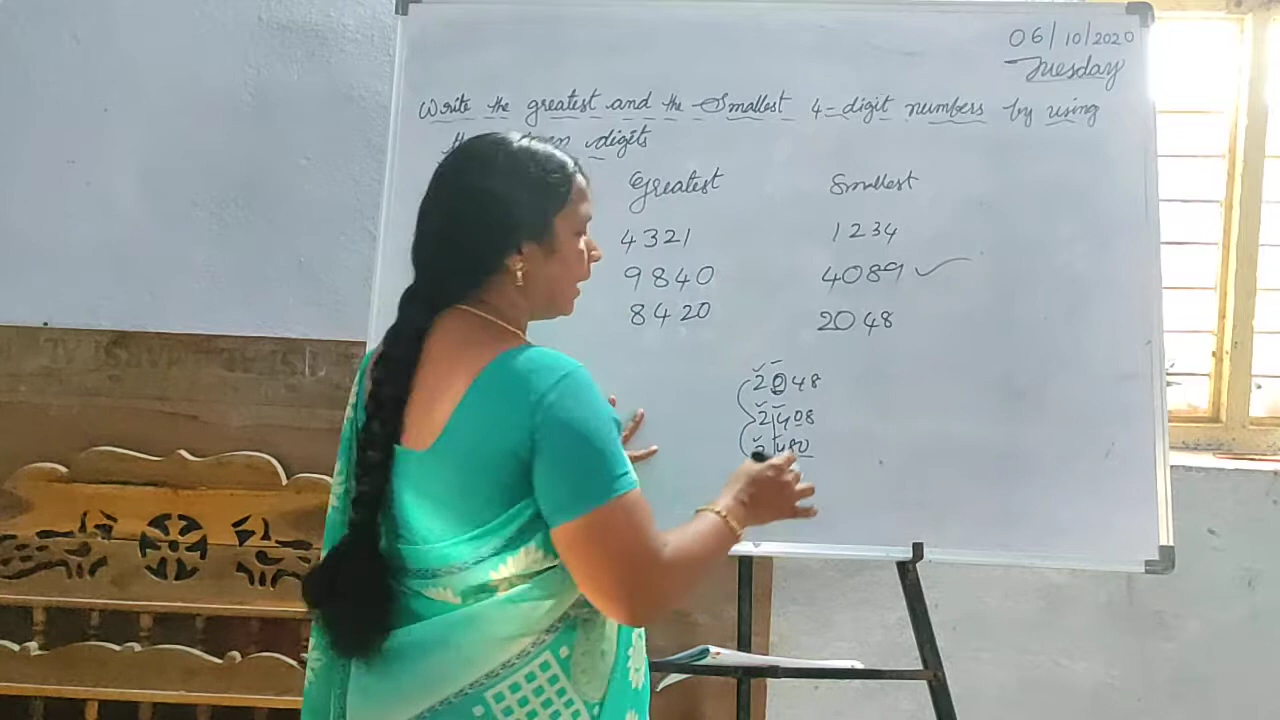 06/10/2020
Tuesday
Write the greatest and the Smallest 4-digit numbers by using
digits
Greatest Smallest
4321 1234
9840 4089
8420 2048
2048
2408
2480